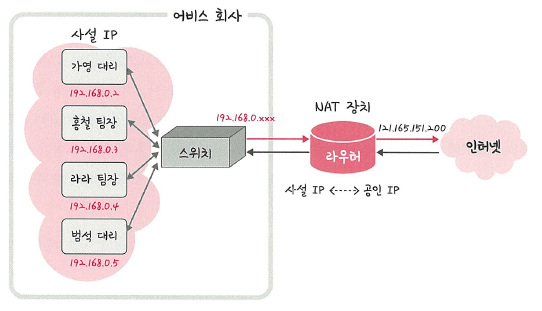 어비스 회사
사설 IP
가영 대리
192.168.0.2
홍철 팀장
192.168.0.3
라라 팀장
192.168.0.4
범석 대리
192.168.0.5
스위치
192.168.0.xxx
NAT 장치
라우터
사설 IP <----> 공인 IP
121.165.151.200
인터넷